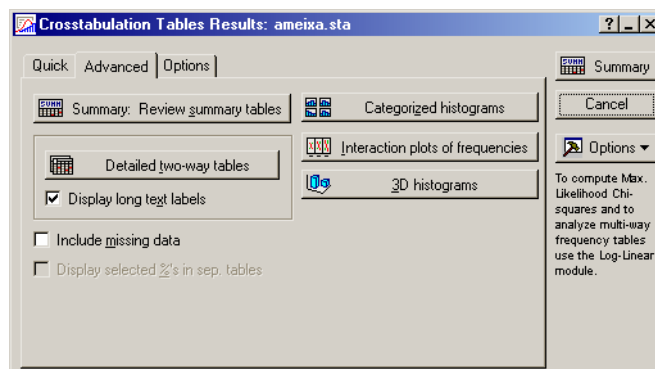 Crosstabulation Tables Results: ameixa.sta
Quick Advanced Options
Summary: Review summary tables
Detailed two-way tables
Display long text labels
Include missing data
Display selected %'s in sep. tables
Categorized histograms
Interaction plots of frequencies
3D histograms
Summary
Cancel
Options
To compute Max.
Likelihood Chi-
squares and to
analyze multi-way
frequency tables
use the Log-Linear
module.